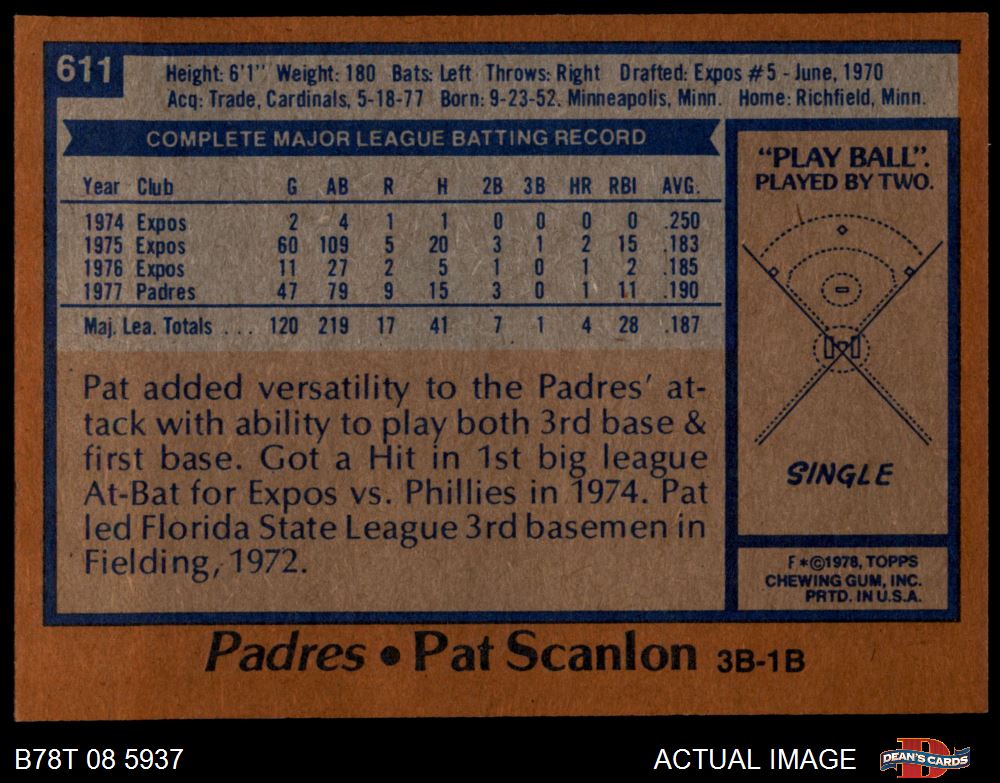 611
Height: 6'1" Weight: 180 Bats: Left Throws: Right Drafted: Expos #5 - June, 1970
Acq: Trade, Cardinals, 5-18-77 Born: 9-23-52, Minneapolis, Minn. Home: Richfield, Minn.
COMPLETE MAJOR LEAGUE BATTING RECORD
Year Club G AB R H 2B 3B HR RBI AVG.
1974 Expos 2 4 1 1 0 0 0 0 .250
1975 Expos 60 109 5 20 3 1 2 15 .183
1976 Expos 11 27 2 5 1 0 1 2 .185
1977 Padres 47 79 9 15 3 0 1 11 .190
Maj. Lea. Totals . . . 120 219 17 41 7 1 4 28 .187
Pat added versatility to the Padres' at-
tack with ability to play both 3rd base &
first base. Got a Hit in 1st big league
At-Bat for Expos vs. Phillies in 1974. Pat
led Florida State League 3rd basemen in
Fielding, 1972.
"PLAY BALL".
PLAYED BY TWO.
SINGLE
F*©1978, TOPPS
CHEWING GUM, INC.
PRTD. IN U.S.A.
Padres • Pat Scanlon 3B-1B
B78T 08 5937
ACTUAL IMAGE
DEAN'S CARDS